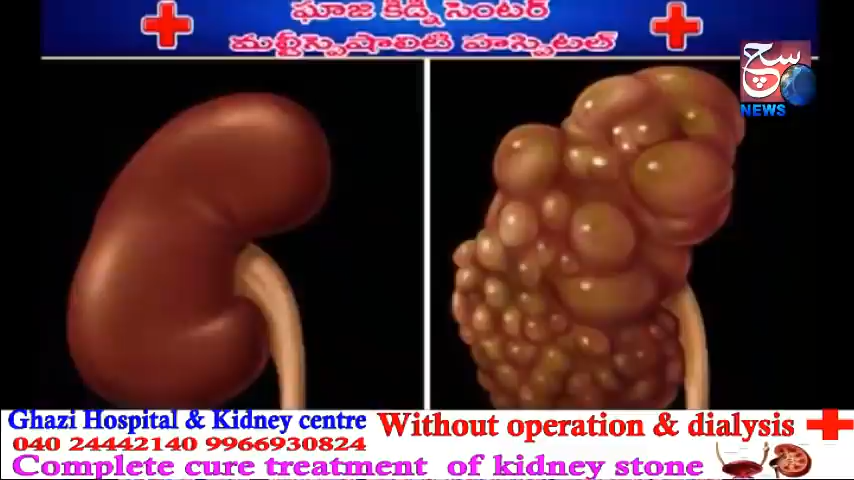 ఘాజి కిడ్నీ సెంటర్
మల్టీస్పెషాలిటి హాస్పిటల్
سچ
NEWS
Ghazi Hospital & Kidney centre
040 24442140 9966930824
Without operation & dialysis
Complete cure treatment of kidney stone